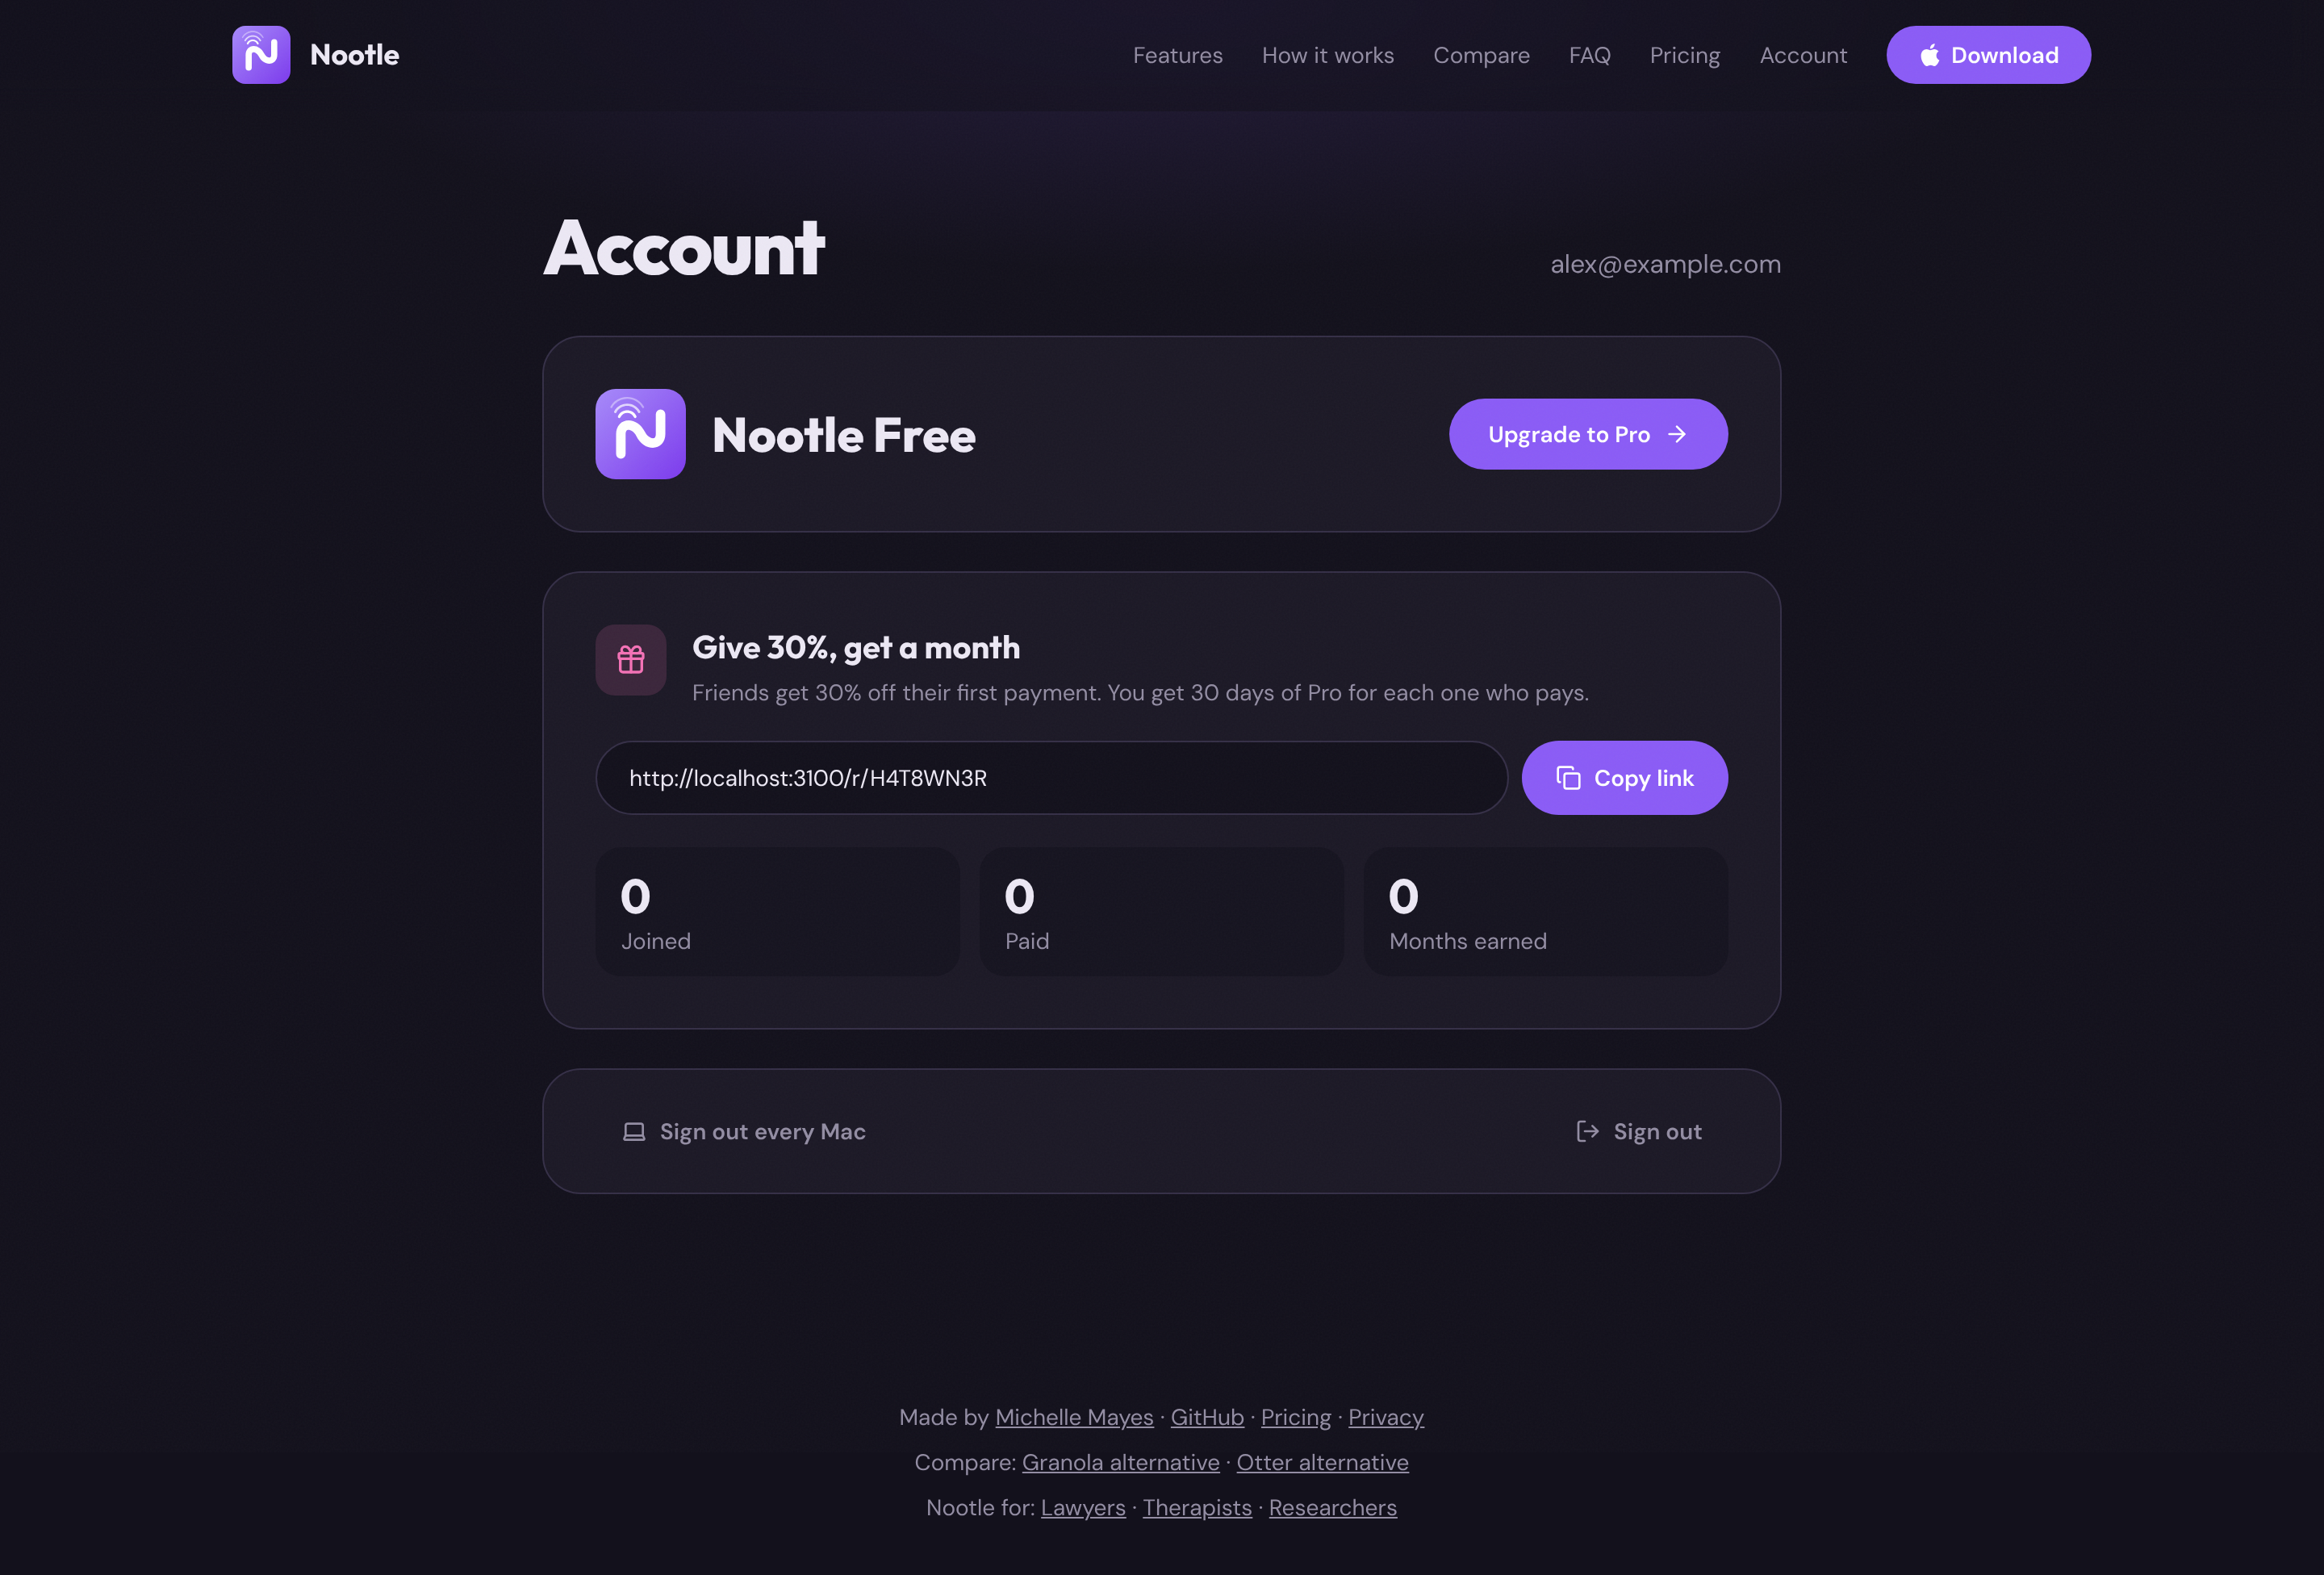 Nootle
Features How it works Compare FAQ Pricing Account Download
Account
alex@example.com
Nootle Free
Upgrade to Pro
Give 30%, get a month
Friends get 30% off their first payment. You get 30 days of Pro for each one who pays.
http://localhost:3100/r/H4T8WN3R
Copy link
0 0 0
Joined Paid Months earned
Sign out every Mac
Sign out
Made by Michelle Mayes · GitHub · Pricing · Privacy
Compare: Granola alternative · Otter alternative
Nootle for: Lawyers · Therapists · Researchers